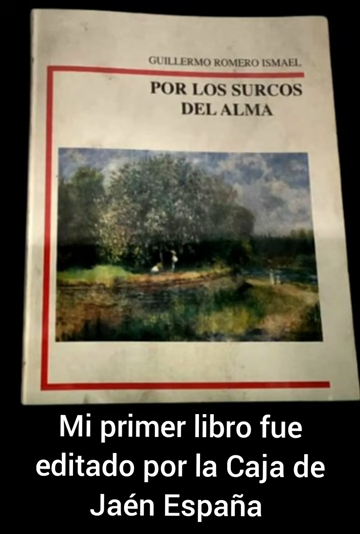 GUILLERMO ROMERO ISMAEL
POR LOS SURCOS
DEL ALMA
Mi primer libro fue
editado por la Caja de
Jaén España